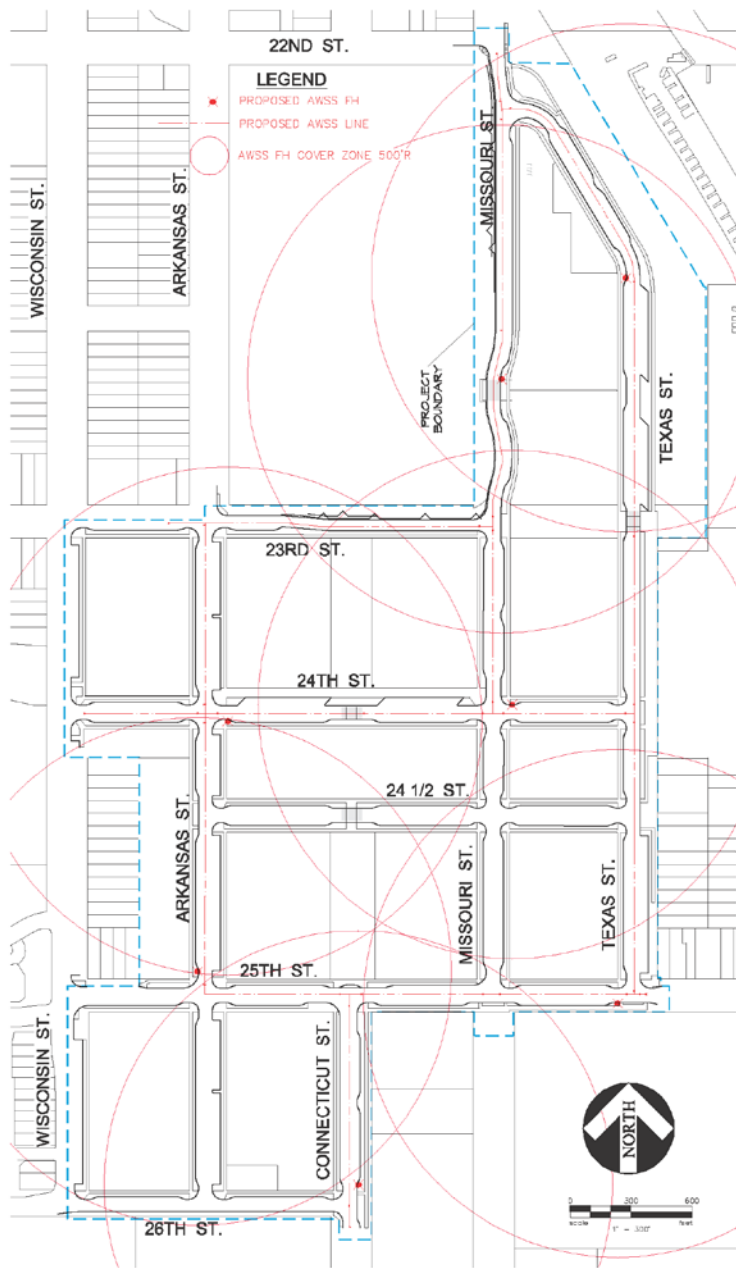 22ND ST.
LEGEND
PROPOSED AWSS FH
PROPOSED AWSS LINE
AWSS FH COVER ZONE 500'R
MISSOURI ST.
ARKANSAS ST.
WISCONSIN ST.
PROJECT
BOUNDARY
TEXAS ST.
23RD ST.
24TH ST.
24 1/2 ST.
ARKANSAS ST.
MISSOURI ST.
TEXAS ST.
25TH ST.
WISCONSIN ST.
CONNECTICUT ST.
NORTH
0 300 600
scale 1" = 300' feet
26TH ST.